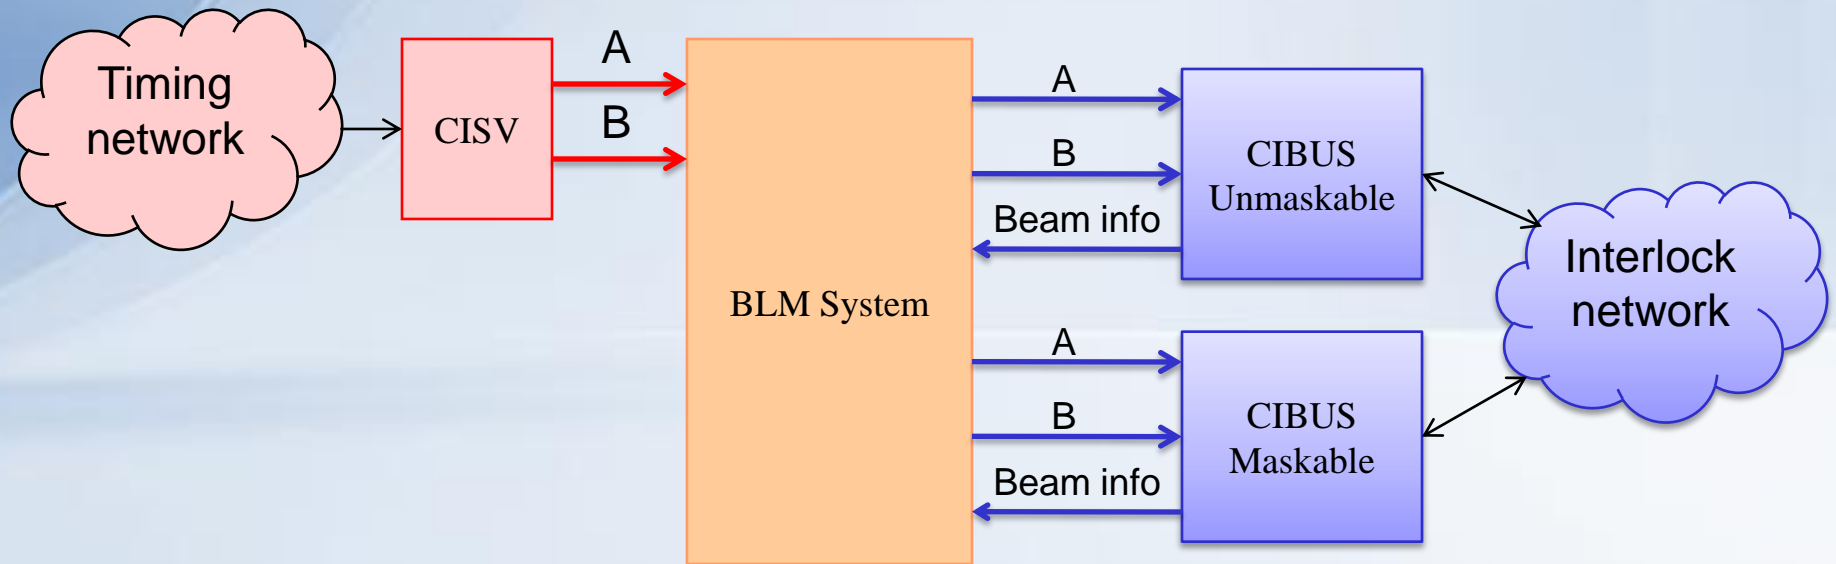 Timing
network
CISV
A
B
BLM System
A
B
Beam info
CIBUS
Unmaskable
A
B
Beam info
CIBUS
Maskable
Interlock
network